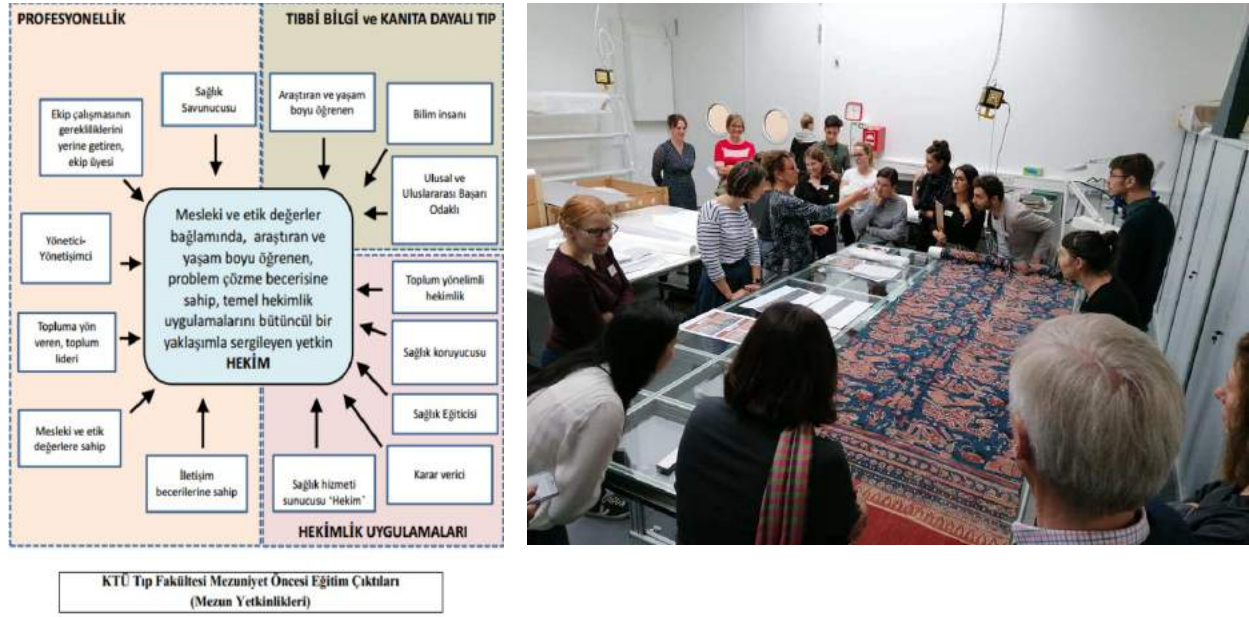 PROFESYONELLİK
TIBBİ BİLGİ ve KANITA DAYALI TIP
Sağlık
Savunucusu
Araştıran ve yaşam
boyu öğrenen
Bilim insanı
Ekip çalışmasının
gerekliliklerini
yerine getiren,
ekip üyesi
Ulusal ve
Uluslararası Başarı
Odaklı
Mesleki ve etik değerler
bağlamında, araştıran ve
yaşam boyu öğrenen,
problem çözme becerisine
sahip, temel hekimlik
uygulamalarını bütüncül bir
yaklaşımla sergileyen yetkin
HEKİM
Yönetici-
Yönetişimci
Topluma yön
veren, toplum
lideri
Mesleki ve etik
değerlere sahip
İletişim
becerilerine sahip
Toplum yönelimli
hekimlik
Sağlık koruyucusu
Sağlık Eğiticisi
Karar verici
Sağlık hizmeti
sunucusu "Hekim"
HEKİMLİK UYGULAMALARI
KTÜ Tıp Fakültesi Mezuniyet Öncesi Eğitim Çıktıları
(Mezun Yetkinlikleri)